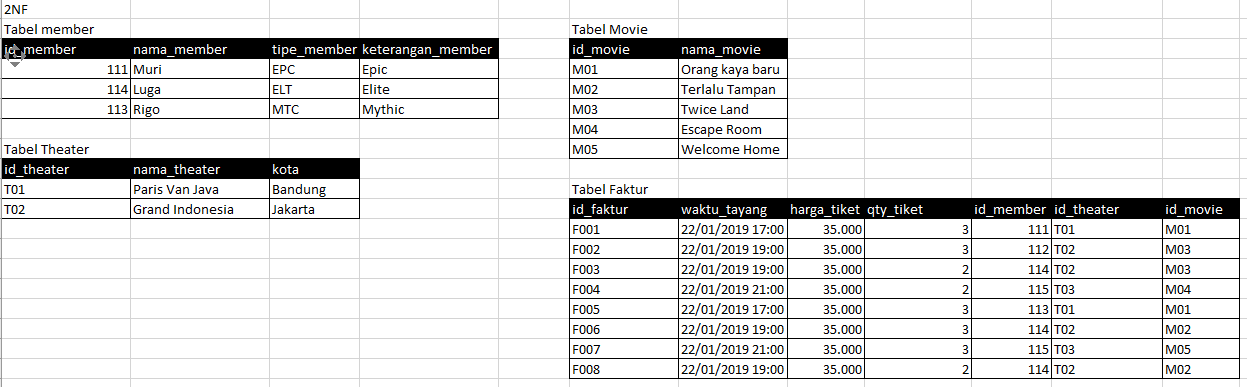 2NF
Tabel member
id_member nama_member tipe_member keterangan_member
111 Muri EPC Epic
114 Luga ELT Elite
113 Rigo MTC Mythic
Tabel Theater
id_theater nama_theater kota
T01 Paris Van Java Bandung
T02 Grand Indonesia Jakarta
Tabel Movie
id_movie nama_movie
M01 Orang kaya baru
M02 Terlalu Tampan
M03 Twice Land
M04 Escape Room
M05 Welcome Home
Tabel Faktur
id_faktur waktu_tayang harga_tiket qty_tiket id_member id_theater id_movie
F001 22/01/2019 17:00 35.000 3 111 T01 M01
F002 22/01/2019 19:00 35.000 3 112 T02 M03
F003 22/01/2019 19:00 35.000 2 114 T02 M03
F004 22/01/2019 21:00 35.000 2 115 T03 M04
F005 22/01/2019 17:00 35.000 3 113 T01 M01
F006 22/01/2019 19:00 35.000 3 114 T02 M02
F007 22/01/2019 21:00 35.000 3 115 T03 M05
F008 22/01/2019 19:00 35.000 2 114 T02 M02